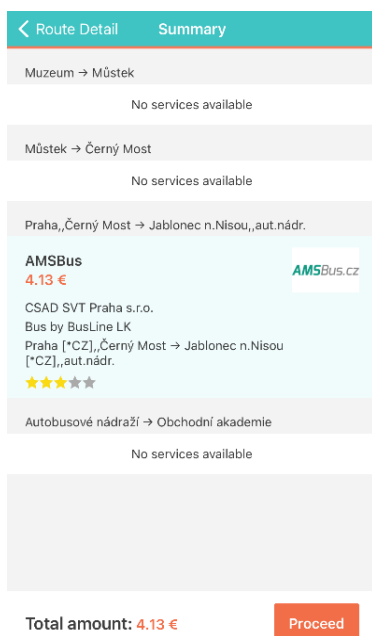 Route Detail Summary
Muzeum → Můstek
No services available
Můstek → Černý Most
No services available
Praha,,Černý Most → Jablonec n.Nisou,,aut.nádr.
AMSBus
4.13 €
AMSBus.cz
CSAD SVT Praha s.r.o.
Bus by BusLine LK
Praha [*CZ],,Černý Most → Jablonec n.Nisou
[*CZ],,aut.nádr.
Autobusové nádraží → Obchodní akademie
No services available
Total amount: 4.13 € Proceed